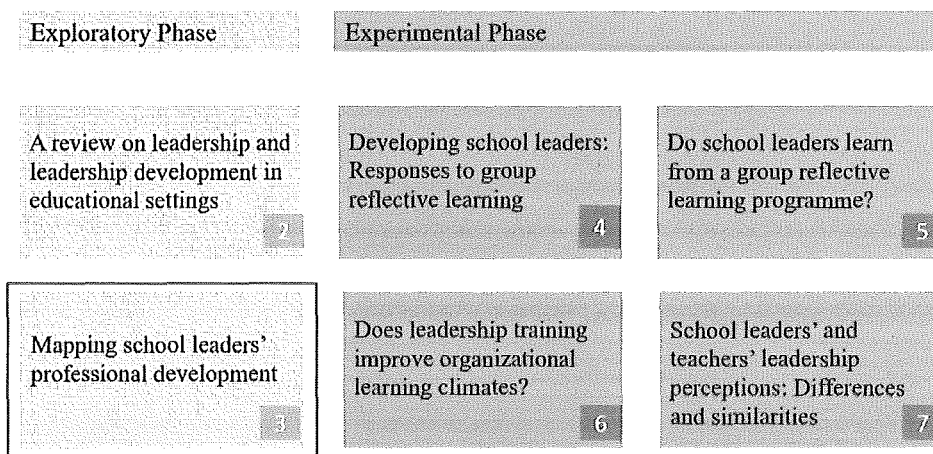 Exploratory Phase
Experimental Phase
A review on leadership and
leadership development in
educational settings
2
Developing school leaders:
Responses to group
reflective learning
4
Do school leaders learn
from a group reflective
learning programme?
5
Mapping school leaders'
professional development
3
Does leadership training
improve organizational
learning climates?
6
School leaders' and
teachers' leadership
perceptions: Differences
and similarities
7